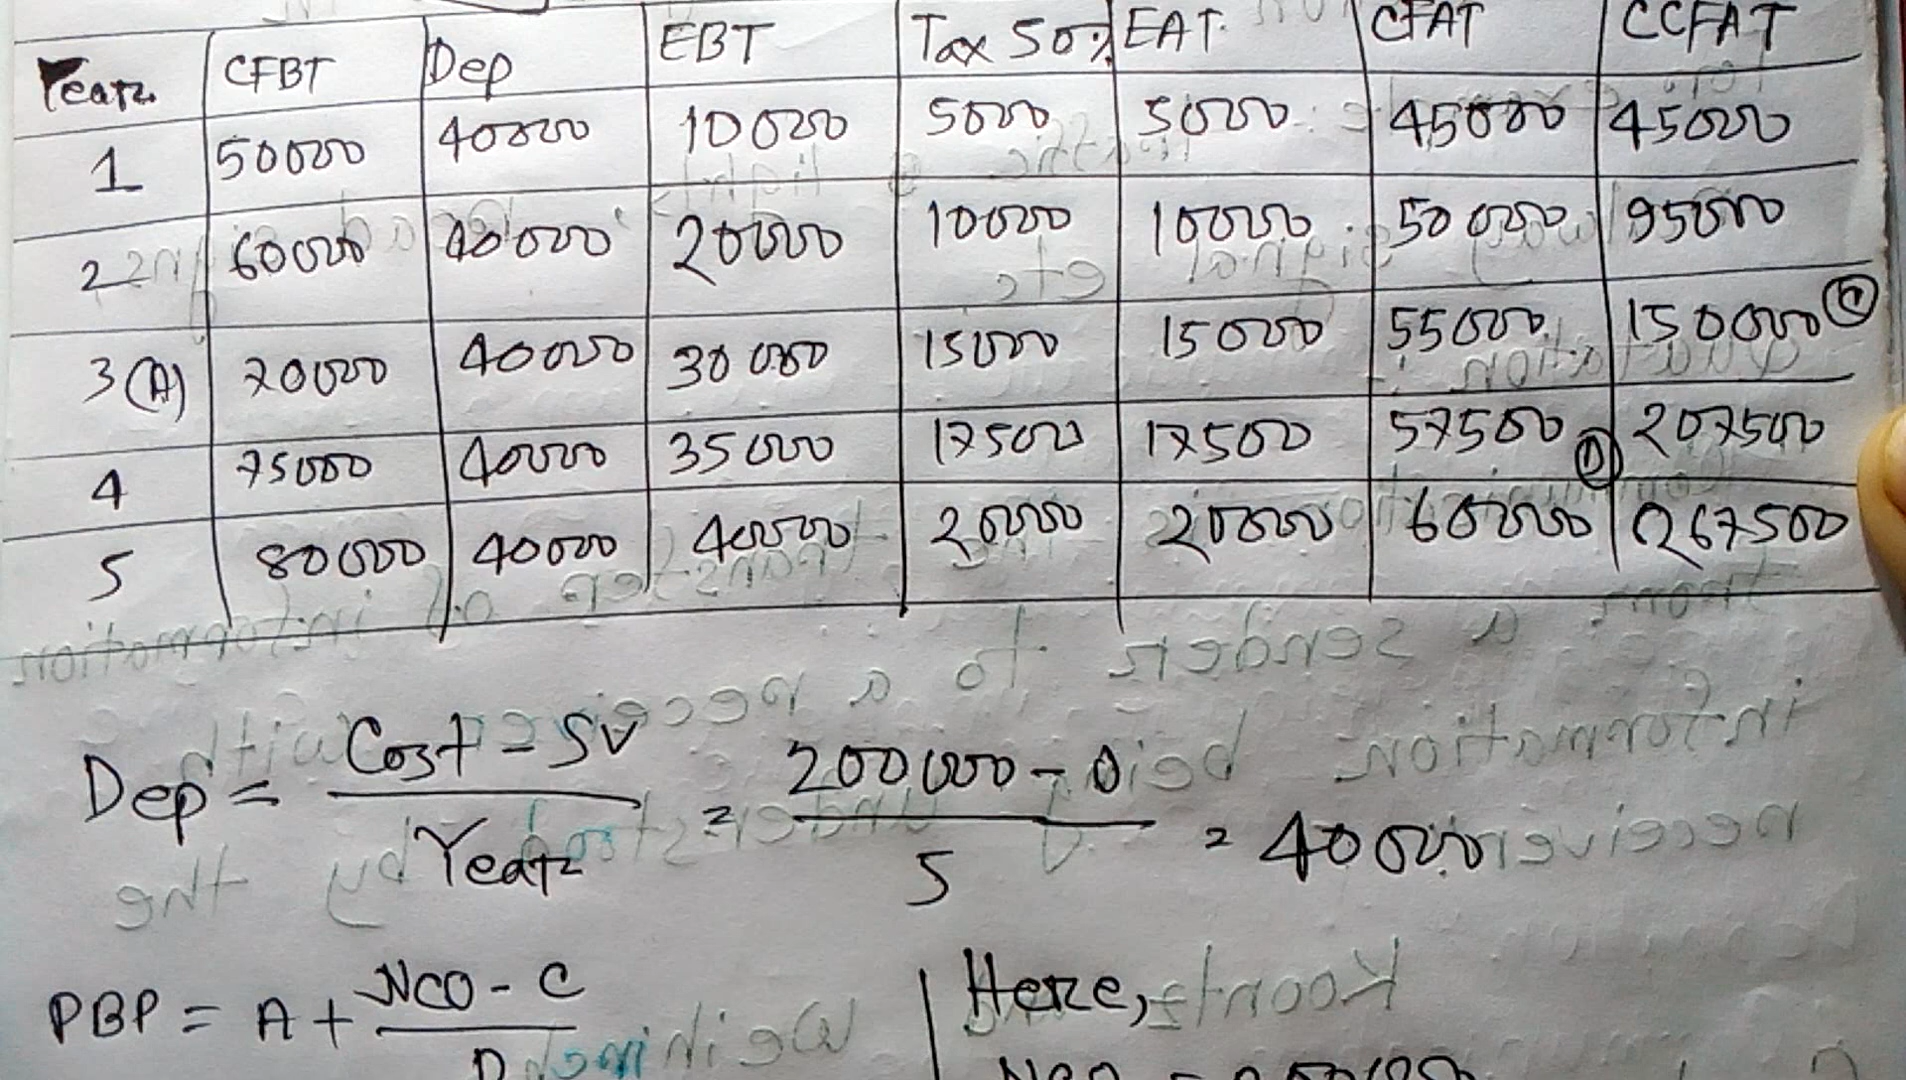 Year CFBT Dep EBT Tax 50% EAT CFAT CCFAT
1 50000 40000 10000 5000 5000 45000 45000
2 60000 40000 20000 10000 10000 50000 95000
3 (A) 70000 40000 30000 15000 15000 55000 150000 (C)
4 75000 40000 35000 17500 17500 57500 (D) 207500
5 80000 40000 40000 20000 20000 60000 267500
Dep = Cost - SV / Year = 200000 - 0 / 5 = 40000
PBP = A + NCO - C / D
Here,
NCO = 200000